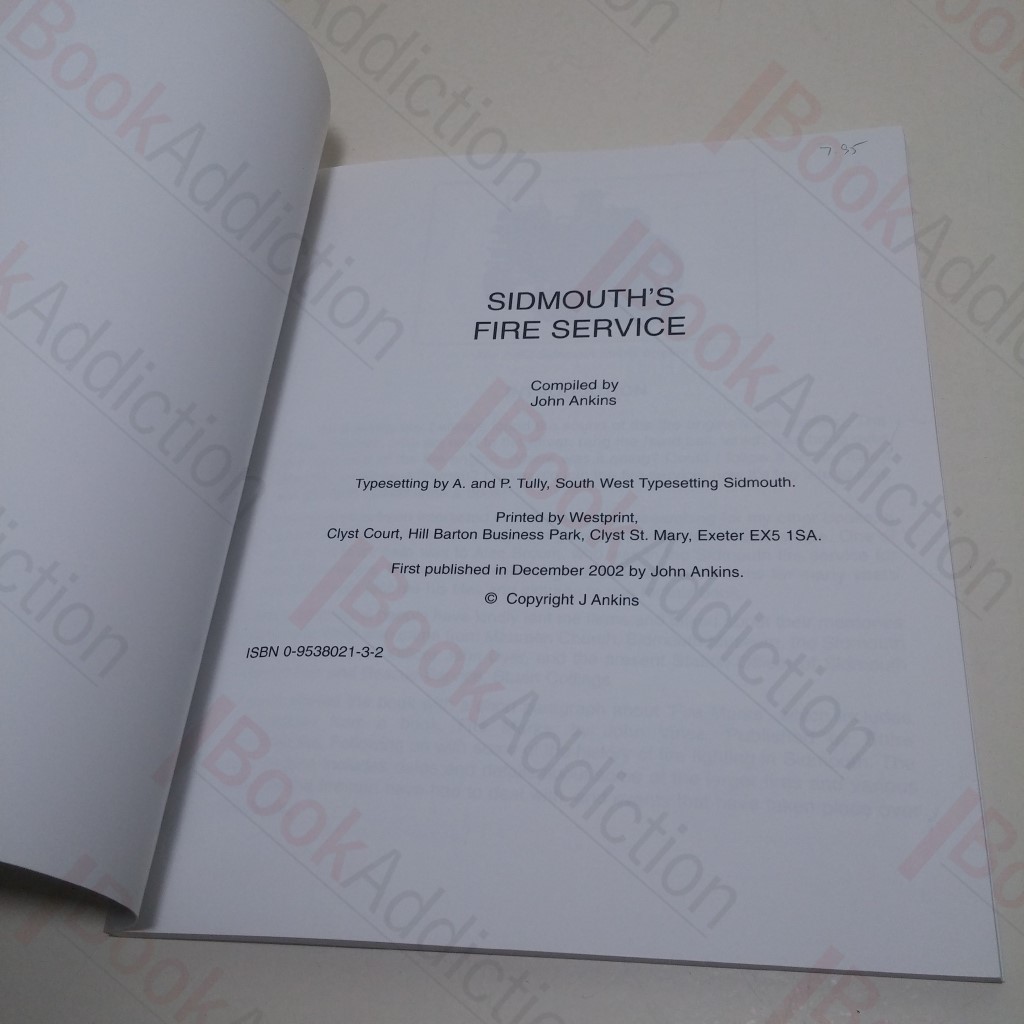 7.95
SIDMOUTH'S
FIRE SERVICE
Compiled by
John Ankins
Typesetting by A. and P. Tully, South West Typesetting Sidmouth.
Printed by Westprint,
Clyst Court, Hill Barton Business Park, Clyst St. Mary, Exeter EX5 1SA.
First published in December 2002 by John Ankins.
© Copyright J Ankins
ISBN 0-9538021-3-2
BookAddiction